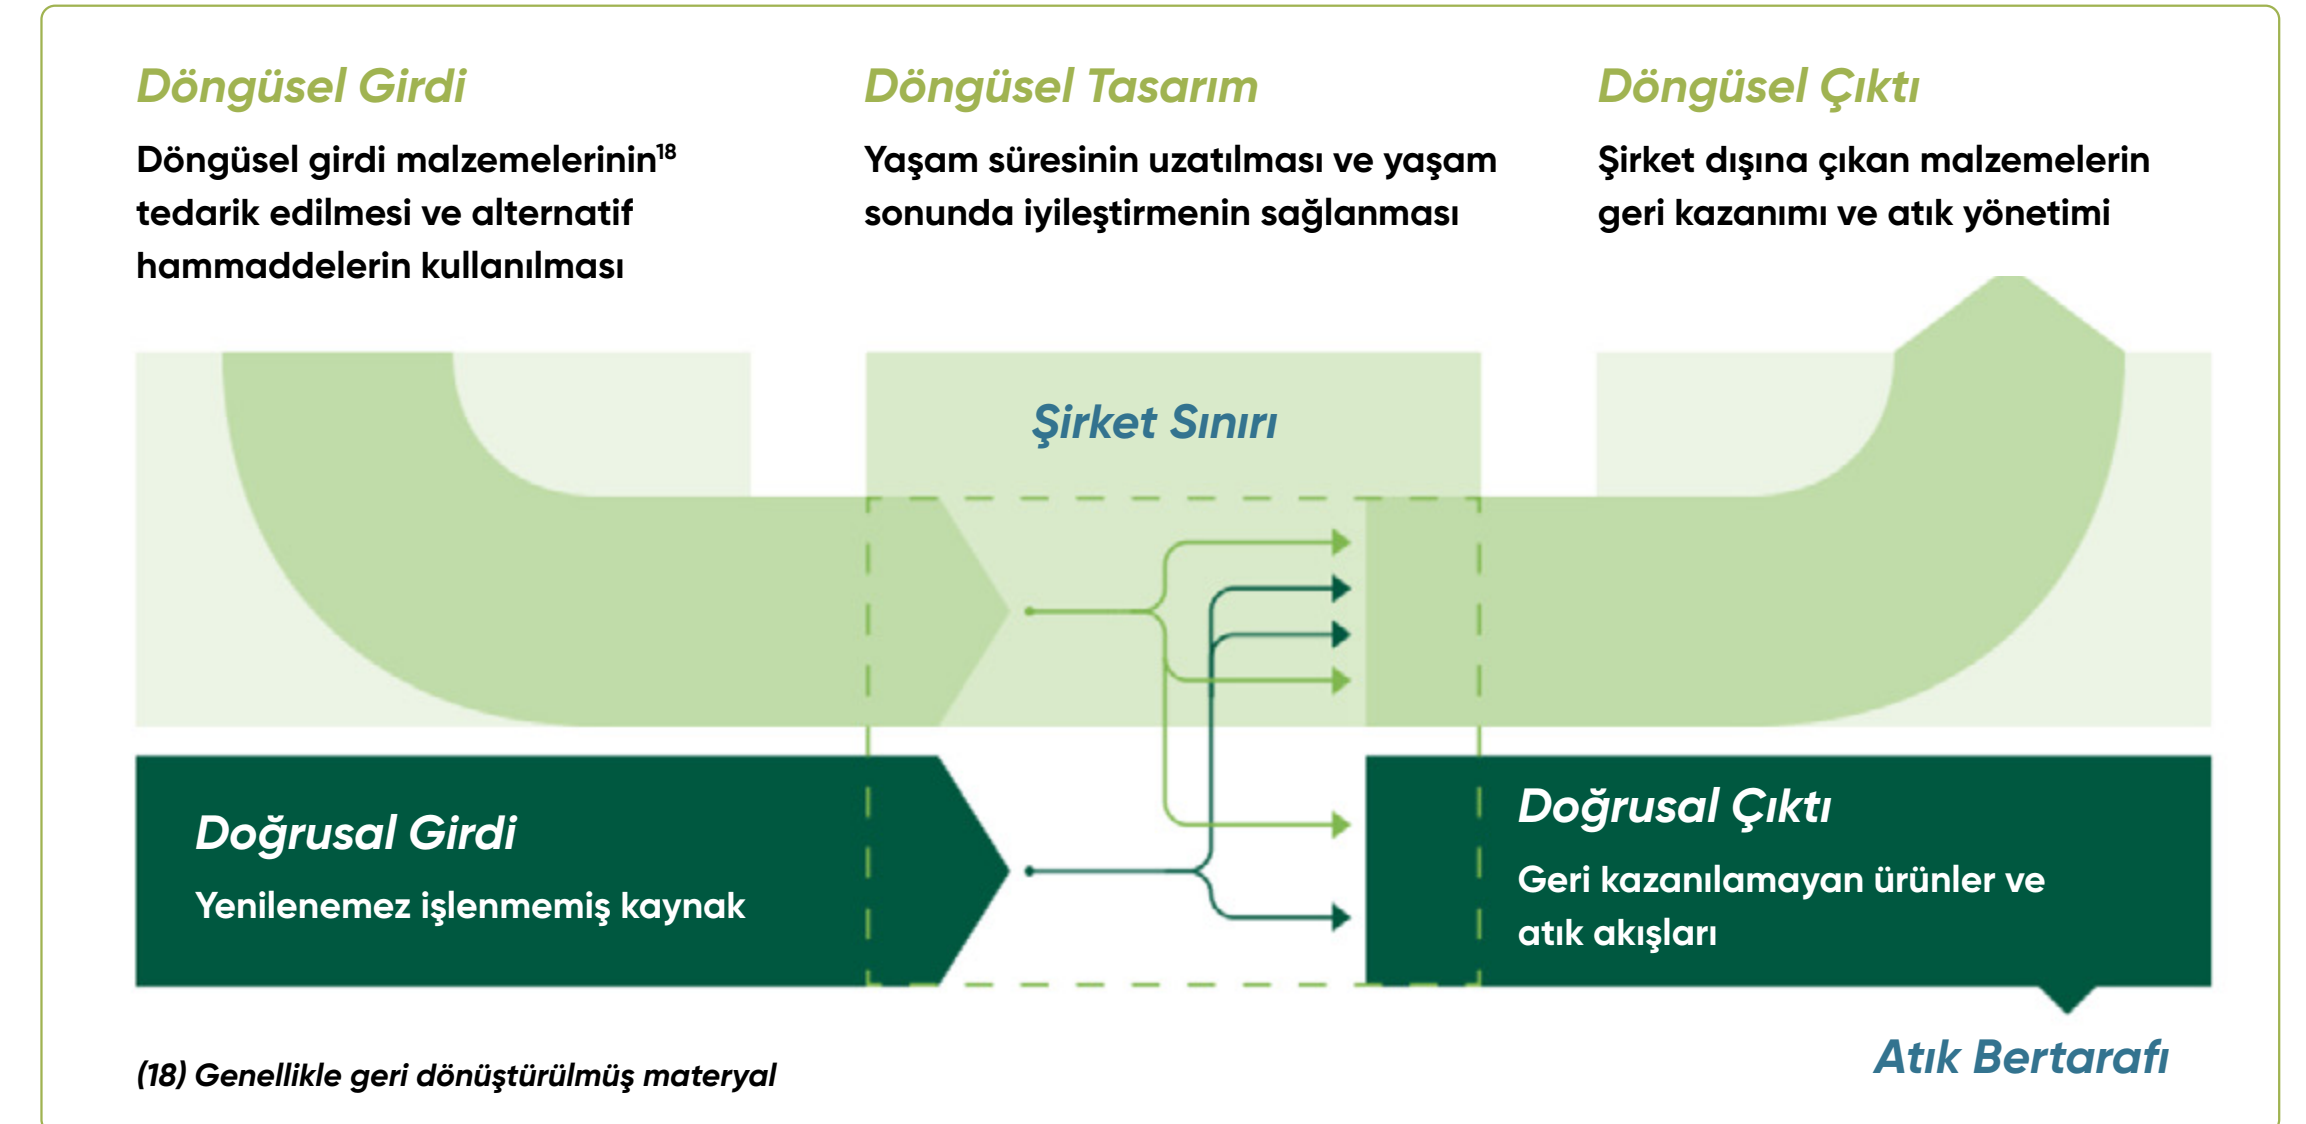 Döngüsel Girdi
Döngüsel girdi malzemelerinin18
tedarik edilmesi ve alternatif
hammaddelerin kullanılması
Döngüsel Tasarım
Yaşam süresinin uzatılması ve yaşam
sonunda iyileştirmenin sağlanması
Döngüsel Çıktı
Şirket dışına çıkan malzemelerin
geri kazanımı ve atık yönetimi
Şirket Sınırı
Doğrusal Girdi
Yenilenemez işlenmemiş kaynak
Doğrusal Çıktı
Geri kazanılamayan ürünler ve
atık akışları
Atık Bertarafı
(18) Genellikle geri dönüştürülmüş materyal